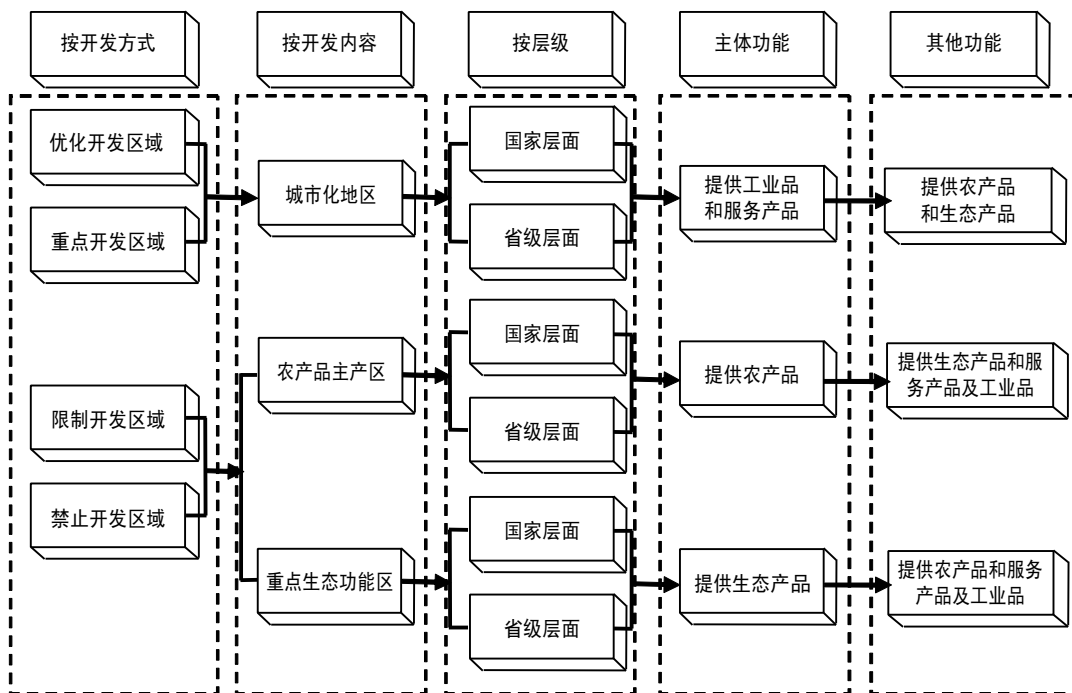 按开发方式
按开发内容
按层级
主体功能
其他功能
优化开发区域
重点开发区域
城市化地区
国家层面
省级层面
提供工业品
和服务产品
提供农产品
和生态产品
限制开发区域
禁止开发区域
农产品主产区
国家层面
省级层面
提供农产品
提供生态产品和服
务产品及工业品
重点生态功能区
国家层面
省级层面
提供生态产品
提供农产品和服务
产品及工业品